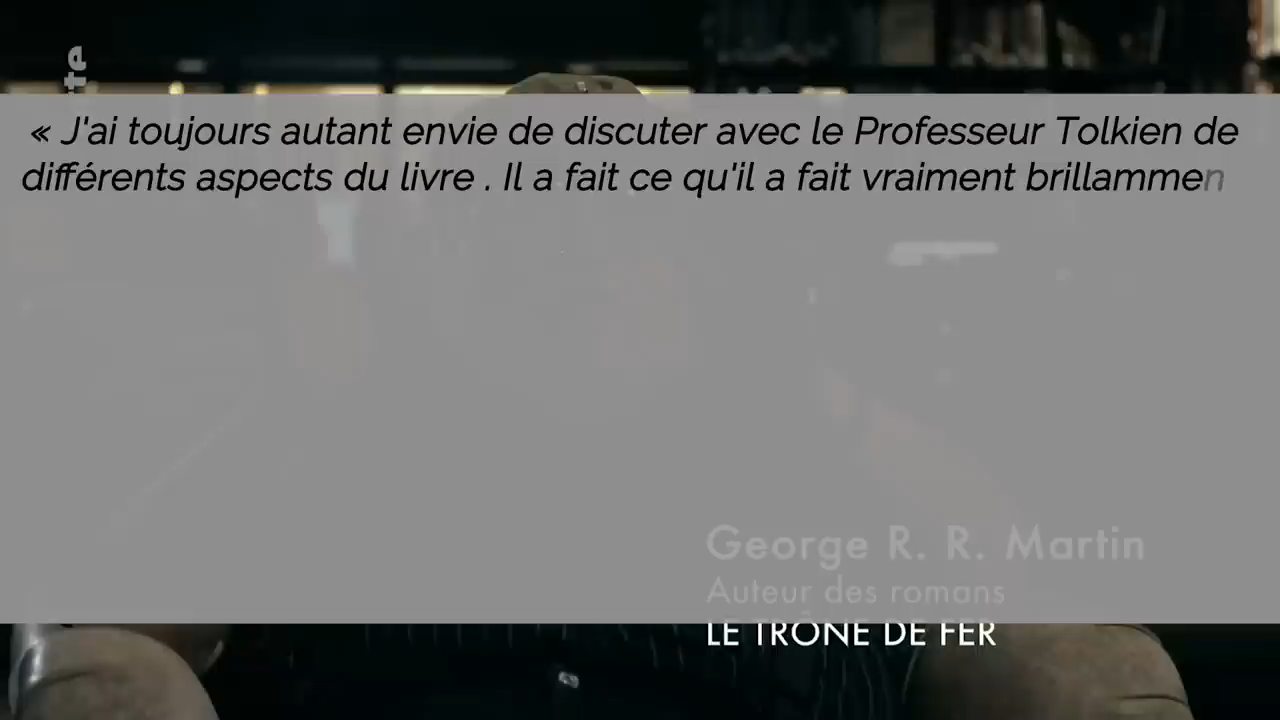 te
« J'ai toujours autant envie de discuter avec le Professeur Tolkien de
différents aspects du livre . Il a fait ce qu'il a fait vraiment brillammen
George R. R. Martin
Auteur des romans
LE TRÔNE DE FER